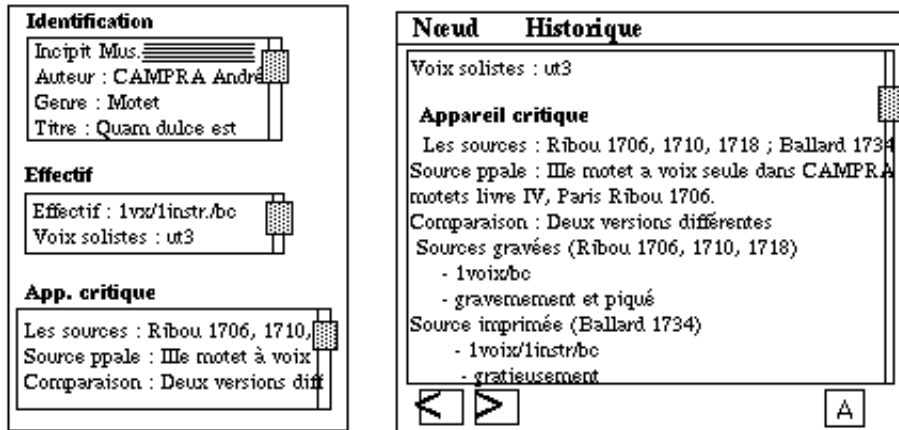 Identification
Incipit Mus.
Auteur : CAMPRA André
Genre : Motet
Titre : Quam dulce est
Effectif
Effectif : 1vx/1instr./bc
Voix solistes : ut3
App. critique
Les sources : Ribou 1706, 1710,
Source ppale : IIIe motet à voix
Comparaison : Deux versions diff
Nœud Historique
Voix solistes : ut3
Appareil critique
Les sources : Ribou 1706, 1710, 1718 ; Ballard 1734
Source ppale : IIIe motet a voix seule dans CAMPRA
motets livre IV, Paris Ribou 1706.
Comparaison : Deux versions différentes
Sources gravées (Ribou 1706, 1710, 1718)
- 1voix/bc
- gravemement et piqué
Source imprimée (Ballard 1734)
- 1voix/1instr/bc
- gratieusement
< > A